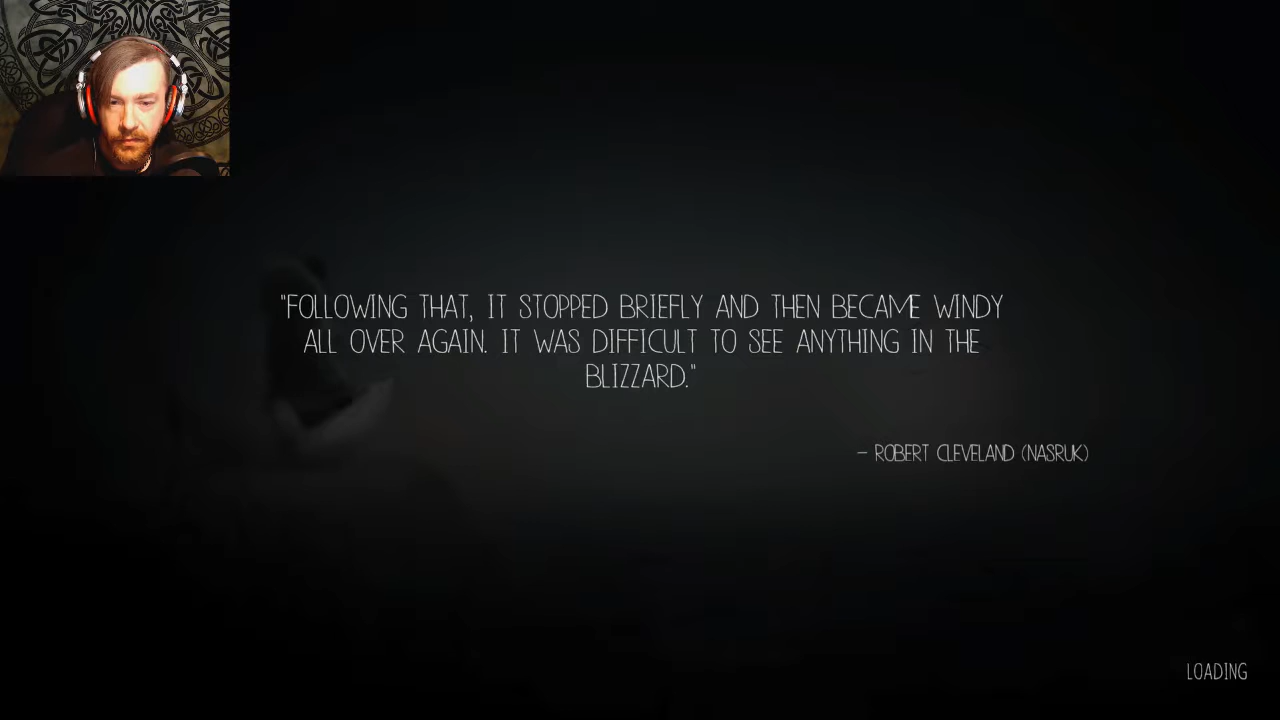 "FOLLOWING THAT, IT STOPPED BRIEFLY AND THEN BECAME WINDY
ALL OVER AGAIN. IT WAS DIFFICULT TO SEE ANYTHING IN THE
BLIZZARD."
- ROBERT CLEVELAND (NASRUK)
LOADING